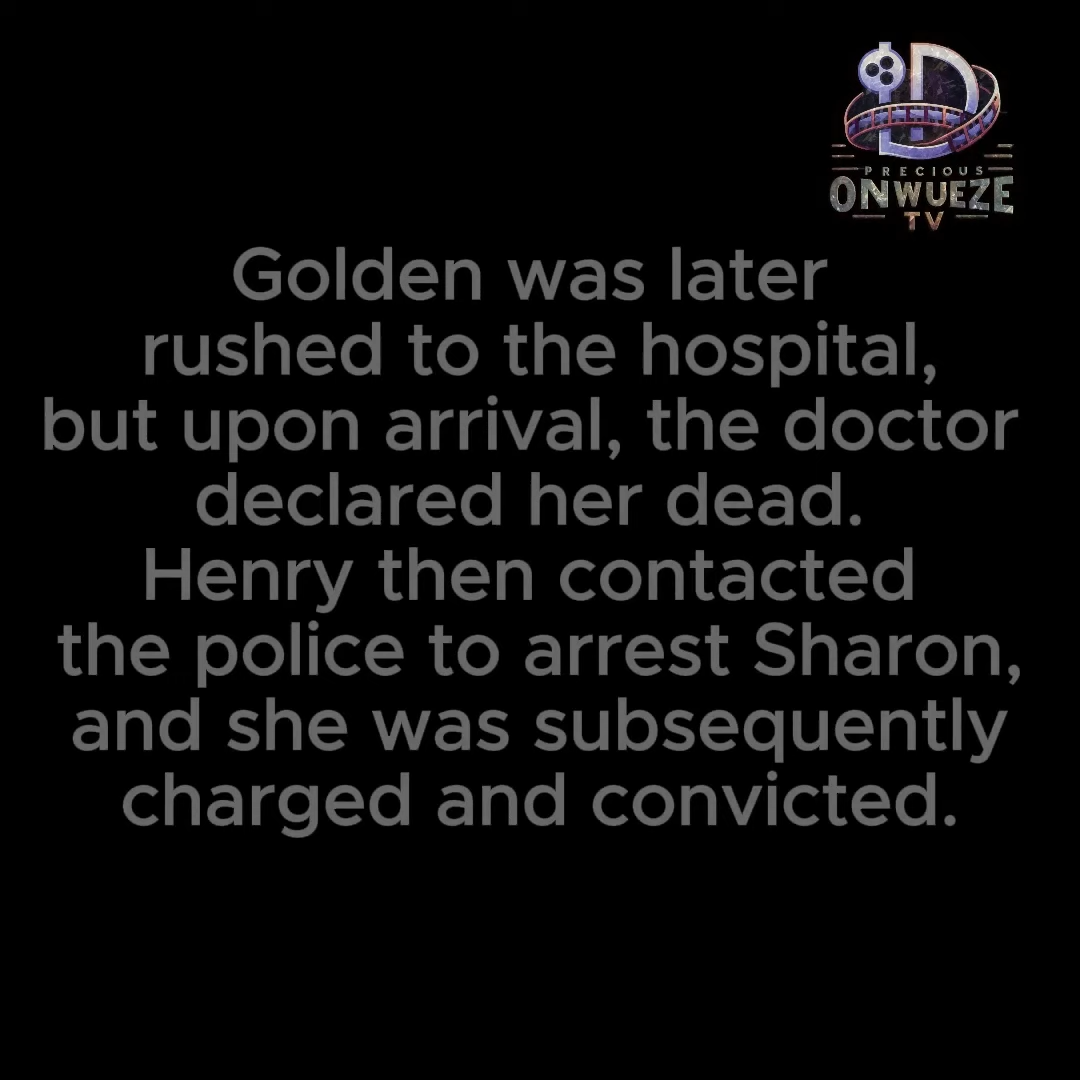 PRECIOUS
ONWUEZE
TV
Golden was later
rushed to the hospital,
but upon arrival, the doctor
declared her dead.
Henry then contacted
the police to arrest Sharon,
and she was subsequently
charged and convicted.